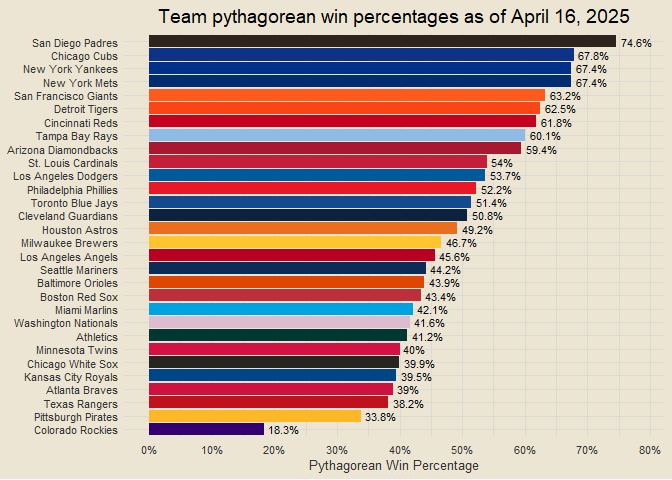 Team pythagorean win percentages as of April 16, 2025
San Diego Padres 74.6%
Chicago Cubs 67.8%
New York Yankees 67.4%
New York Mets 67.4%
San Francisco Giants 63.2%
Detroit Tigers 62.5%
Cincinnati Reds 61.8%
Tampa Bay Rays 60.1%
Arizona Diamondbacks 59.4%
St. Louis Cardinals 54%
Los Angeles Dodgers 53.7%
Philadelphia Phillies 52.2%
Toronto Blue Jays 51.4%
Cleveland Guardians 50.8%
Houston Astros 49.2%
Milwaukee Brewers 46.7%
Los Angeles Angels 45.6%
Seattle Mariners 44.2%
Baltimore Orioles 43.9%
Boston Red Sox 43.4%
Miami Marlins 42.1%
Washington Nationals 41.6%
Athletics 41.2%
Minnesota Twins 40%
Chicago White Sox 39.9%
Kansas City Royals 39.5%
Atlanta Braves 39%
Texas Rangers 38.2%
Pittsburgh Pirates 33.8%
Colorado Rockies 18.3%
0% 10% 20% 30% 40% 50% 60% 70% 80%
Pythagorean Win Percentage